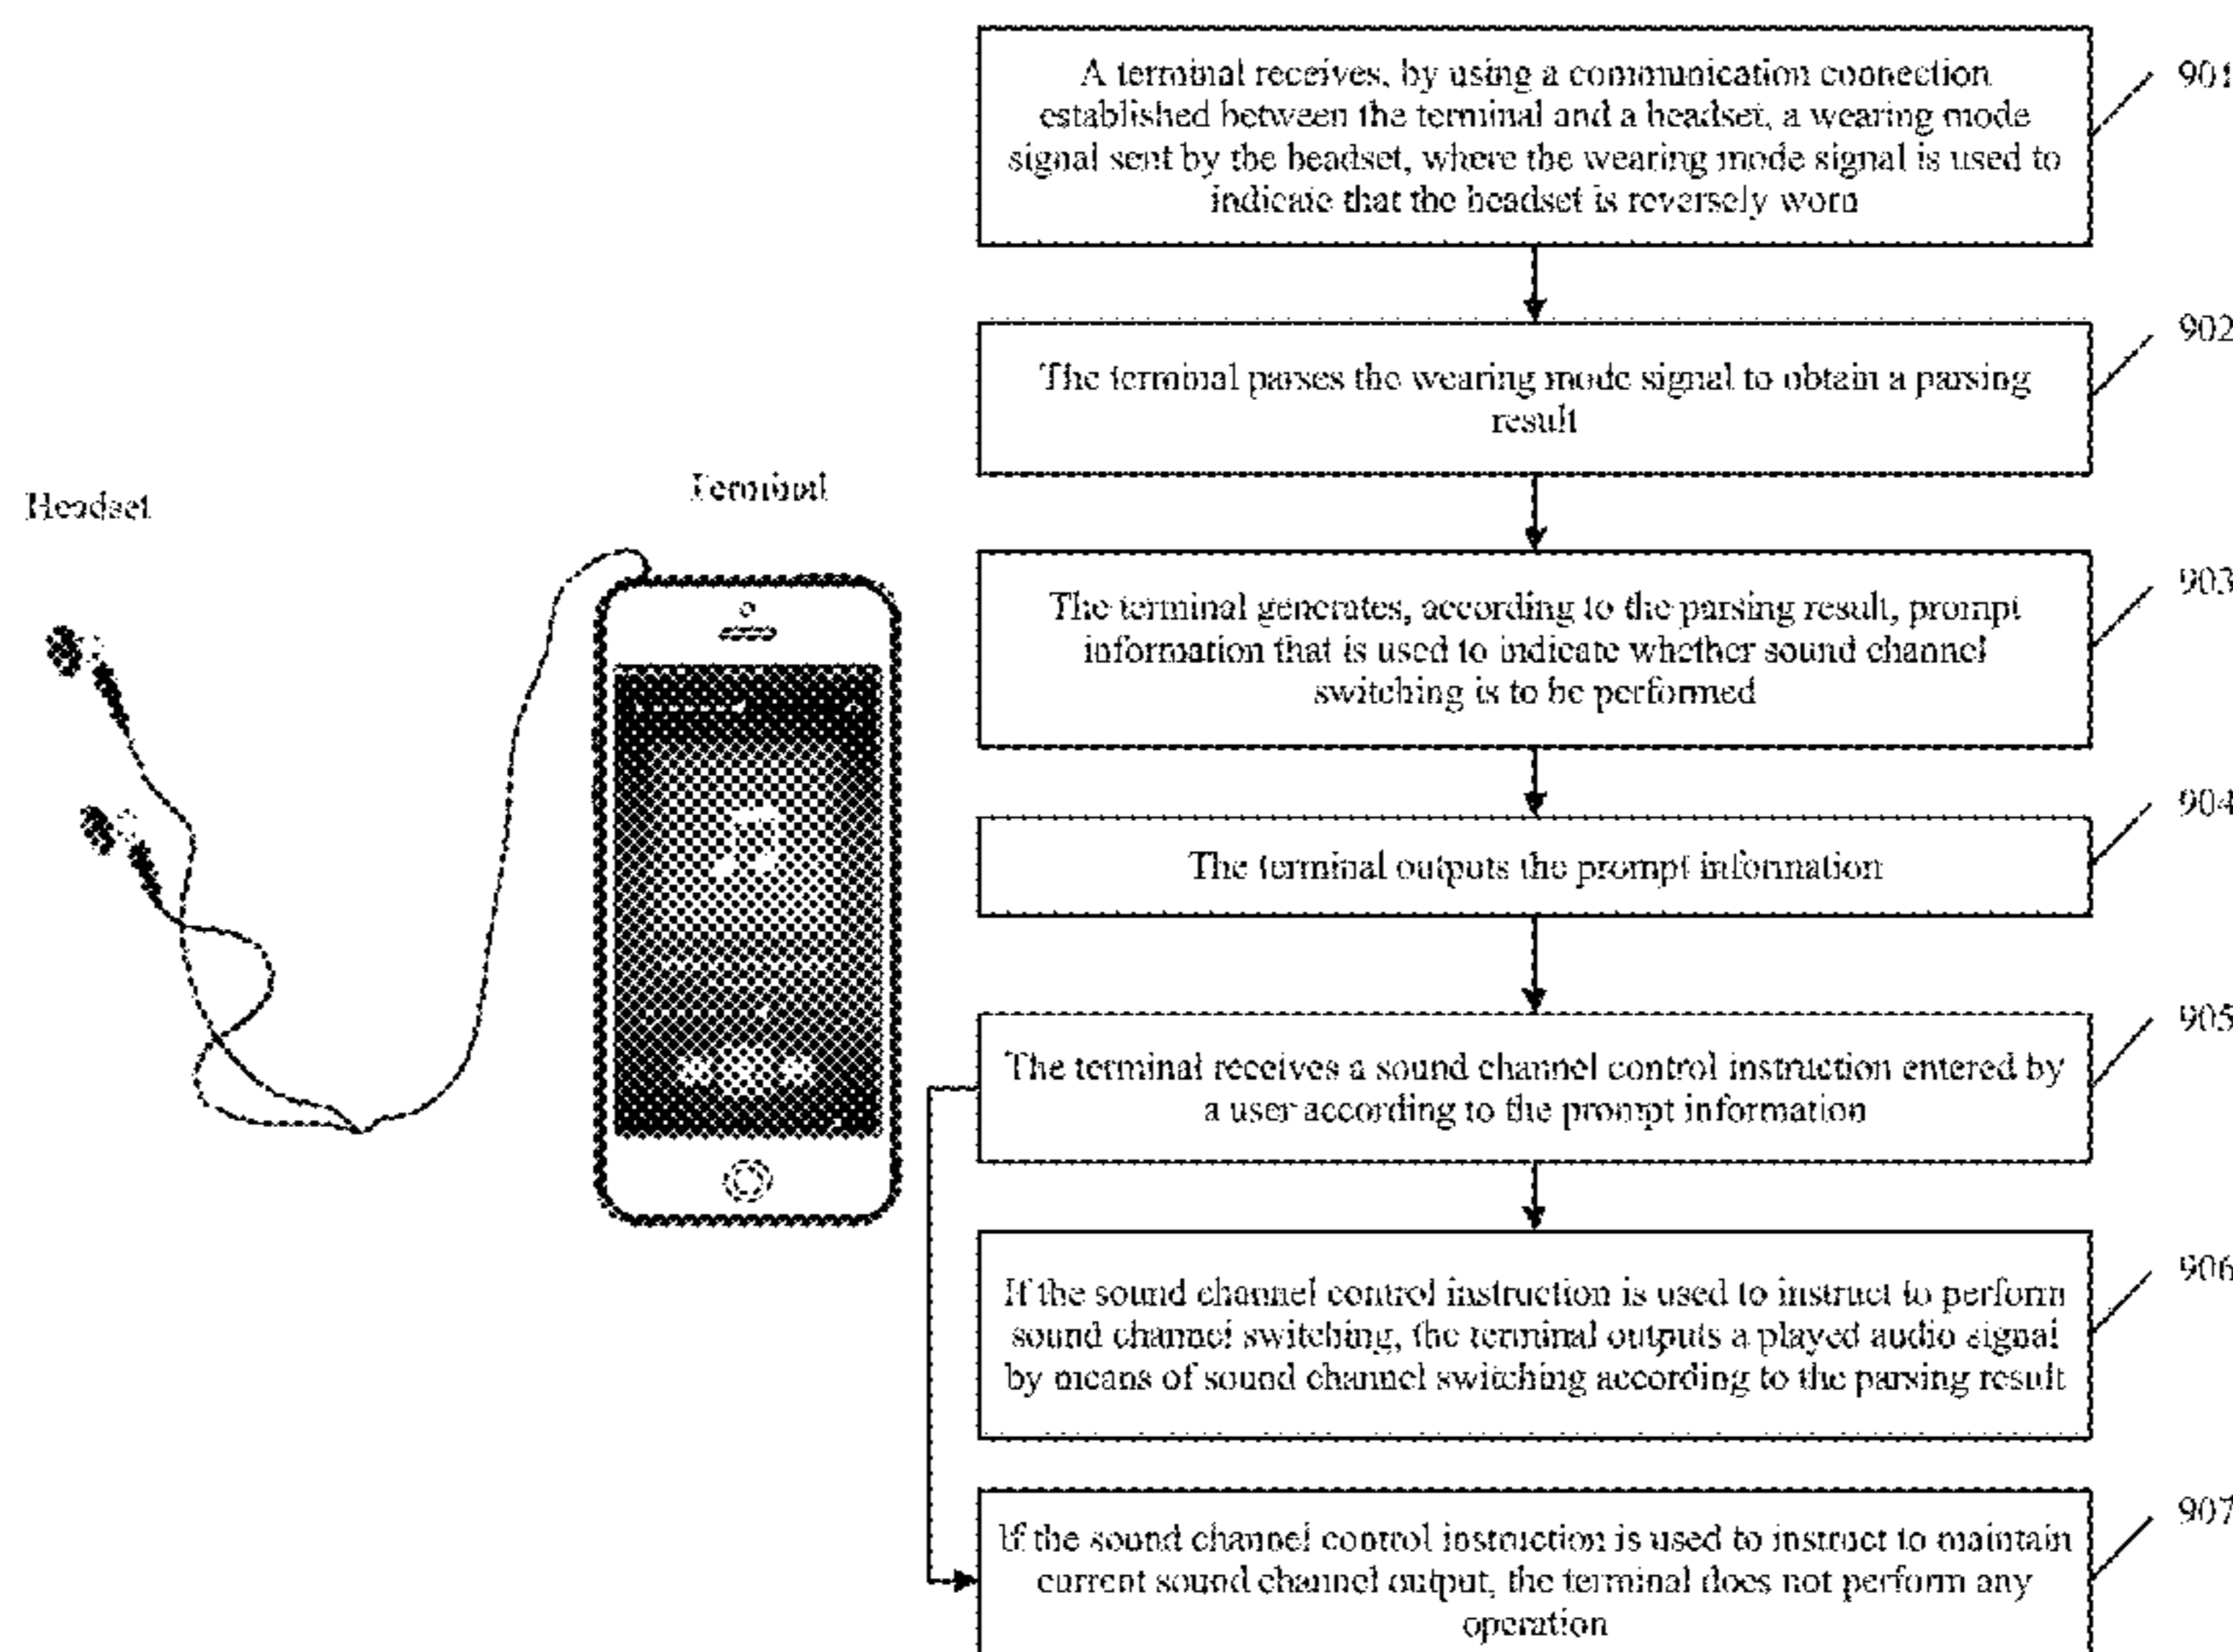 A terminal receives, by using a communication connection
established between the terminal and a headset, a wearing mode
signal sent by the headset, where the wearing mode signal is used to
indicate that the headset is reversely worn
901
The terminal parses the wearing mode signal to obtain a parsing
result
902
Headset
Terminal
The terminal generates, according to the parsing result, prompt
information that is used to indicate whether sound channel
switching is to be performed
903
The terminal outputs the prompt information
904
The terminal receives a sound channel control instruction entered by
a user according to the prompt information
905
If the sound channel control instruction is used to instruct to perform
sound channel switching, the terminal outputs a played audio signal
by means of sound channel switching according to the parsing result
906
If the sound channel control instruction is used to instruct to maintain
current sound channel output, the terminal does not perform any
operation
907